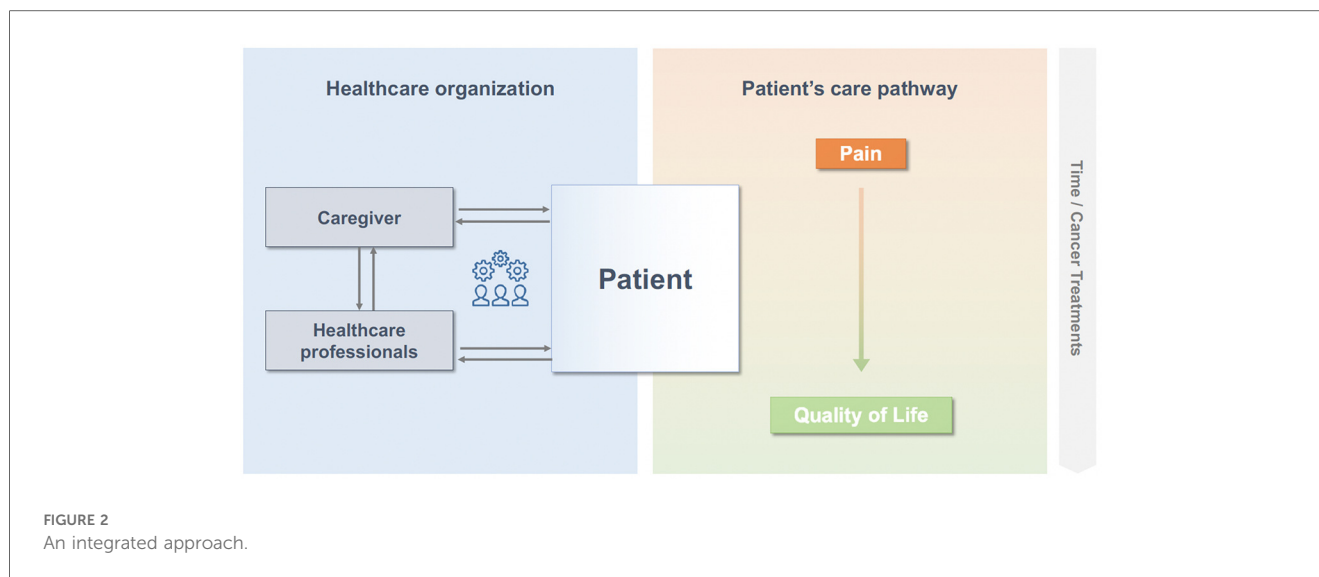 Healthcare organization
Patient’s care pathway
Pain
Caregiver
Patient
Healthcare
professionals
Quality of Life
Time / Cancer Treatments
FIGURE 2
An integrated approach.